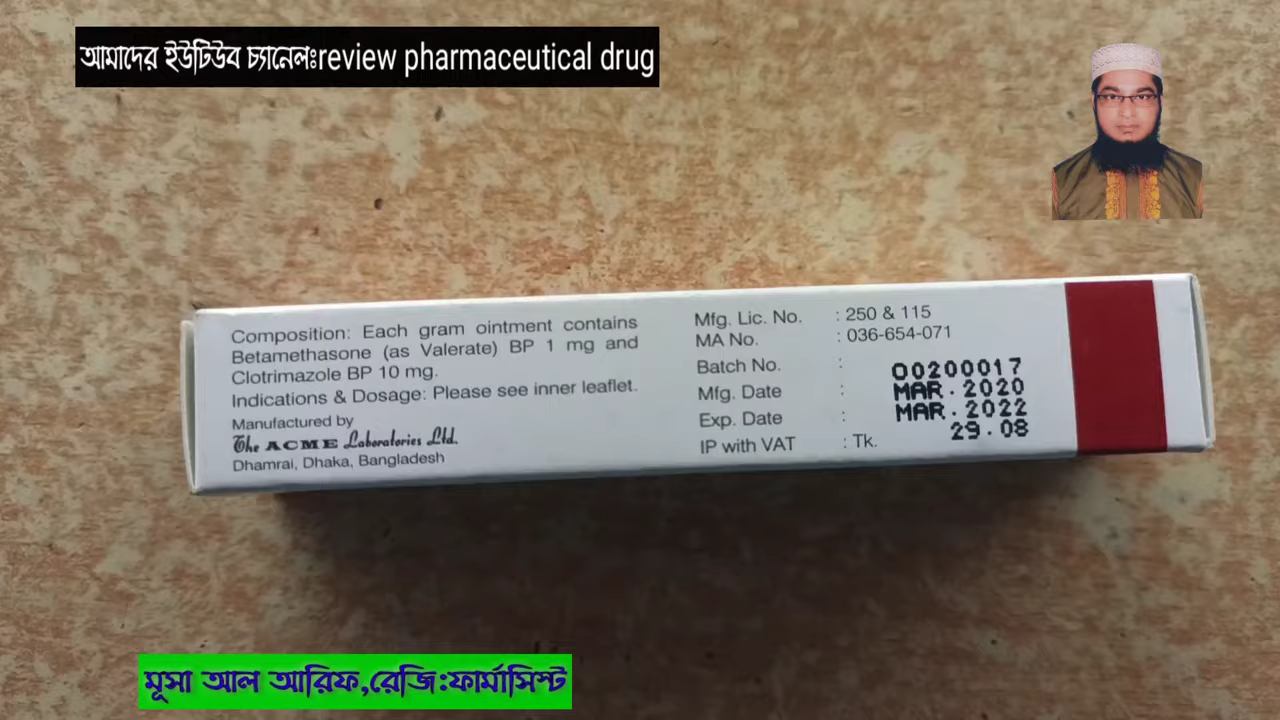 আমাদের ইউটিউব চ্যানেলঃreview pharmaceutical drug
Composition: Each gram ointment contains
Betamethasone (as Valerate) BP 1 mg and
Clotrimazole BP 10 mg.
Indications & Dosage: Please see inner leaflet.
Manufactured by
The ACME Laboratories Ltd.
Dhamrai, Dhaka, Bangladesh
Mfg. Lic. No. : 250 & 115
MA No. : 036-654-071
Batch No. : 00200017
Mfg. Date : MAR. 2020
Exp. Date : MAR. 2022
IP with VAT : Tk. 29.08
মূসা আল আরিফ,রেজি:ফার্মাসিস্ট